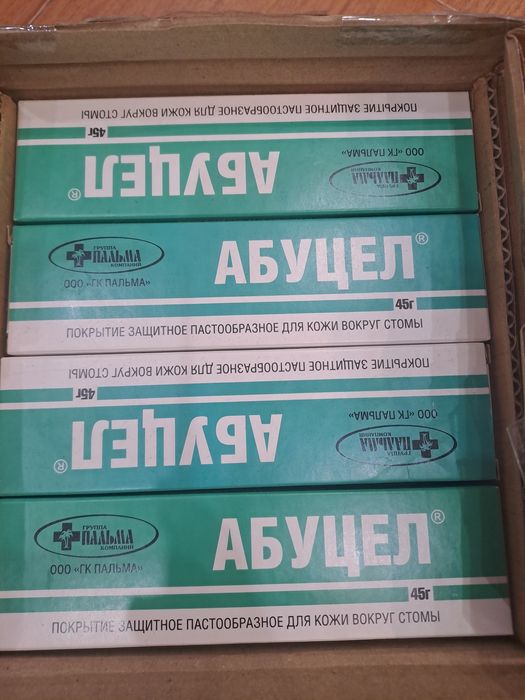 ПОКРЫТИЕ ЗАЩИТНОЕ ПАСТООБРАЗНОЕ ДЛЯ КОЖИ ВОКРУГ СТОМЫ
45г
АБУЦЕЛ®
ГРУППА
ПАЛЬМА
КОМПАНИЙ
ООО «ГК ПАЛЬМА»
ГРУППА
ПАЛЬМА
КОМПАНИЙ
ООО «ГК ПАЛЬМА»
АБУЦЕЛ®
45г
ПОКРЫТИЕ ЗАЩИТНОЕ ПАСТООБРАЗНОЕ ДЛЯ КОЖИ ВОКРУГ СТОМЫ
ПОКРЫТИЕ ЗАЩИТНОЕ ПАСТООБРАЗНОЕ ДЛЯ КОЖИ ВОКРУГ СТОМЫ
45г
ООО «ГК ПАЛЬМА»
АБУЦЕЛ®
ГРУППА
ПАЛЬМА
КОМПАНИЙ
ГРУППА
ПАЛЬМА
КОМПАНИЙ
ООО «ГК ПАЛЬМА»
АБУЦЕЛ®
45г
ПОКРЫТИЕ ЗАЩИТНОЕ ПАСТООБРАЗНОЕ ДЛЯ КОЖИ ВОКРУГ СТОМЫ